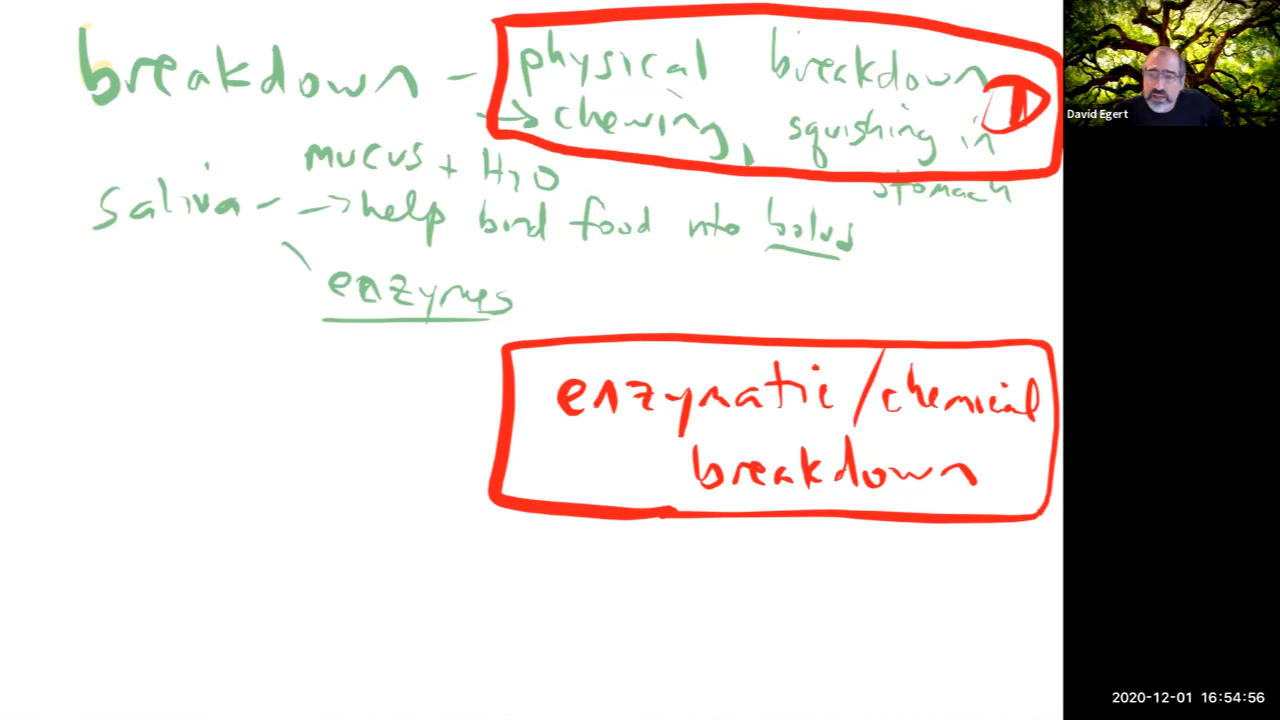 breakdown - physical breakdown
→ chewing, squishing in
stomach
mucus + H2O
saliva - → help bind food into bolus
enzymes
enzymatic/chemical
breakdown
David Egert
2020-12-01 16:54:56